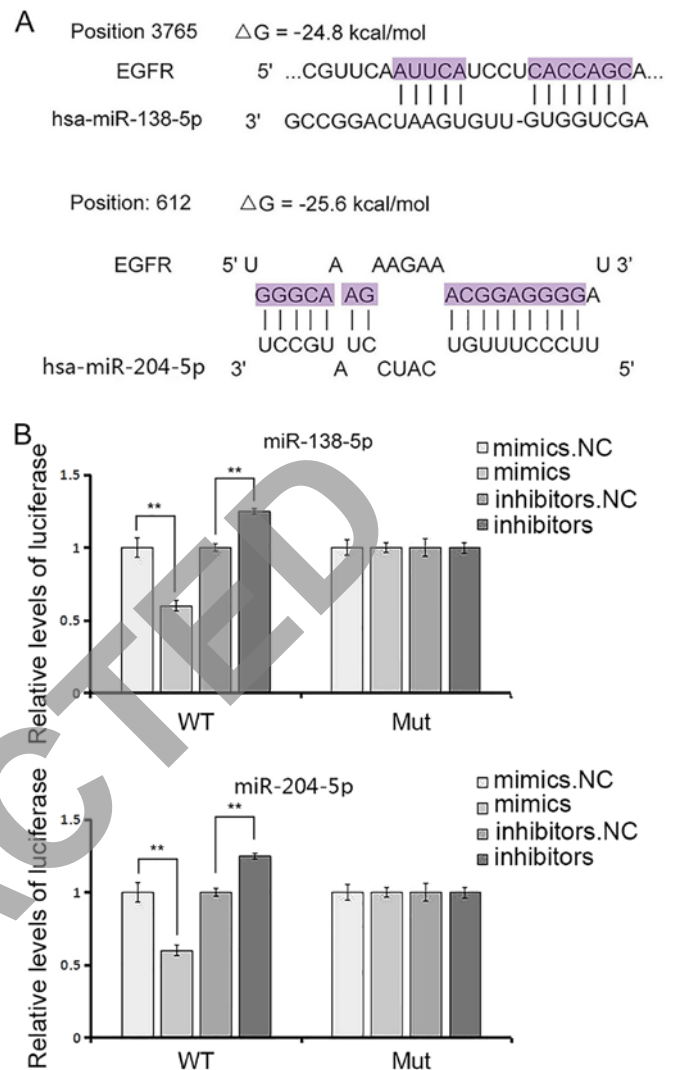 A
Position 3765 △G = -24.8 kcal/mol
EGFR 5' ...CGUUCAAUUCAUCCUCACCAGCA...
hsa-miR-138-5p 3' GCCGGACUAAGUGUU-GUGGUCGA
Position: 612 △G = -25.6 kcal/mol
EGFR 5' U A AAGAA U 3'
GGGCA AG ACGGAGGGGA
UCCGU UC UGUUUCCCUU
hsa-miR-204-5p 3' A CUAC 5'
B
miR-138-5p
Relative levels of luciferase
1.5
1
0.5
0
** **
WT Mut
mimics.NC
mimics
inhibitors.NC
inhibitors
miR-204-5p
Relative levels of luciferase
1.5
1
0.5
0
** **
WT Mut
mimics.NC
mimics
inhibitors.NC
inhibitors
CTED